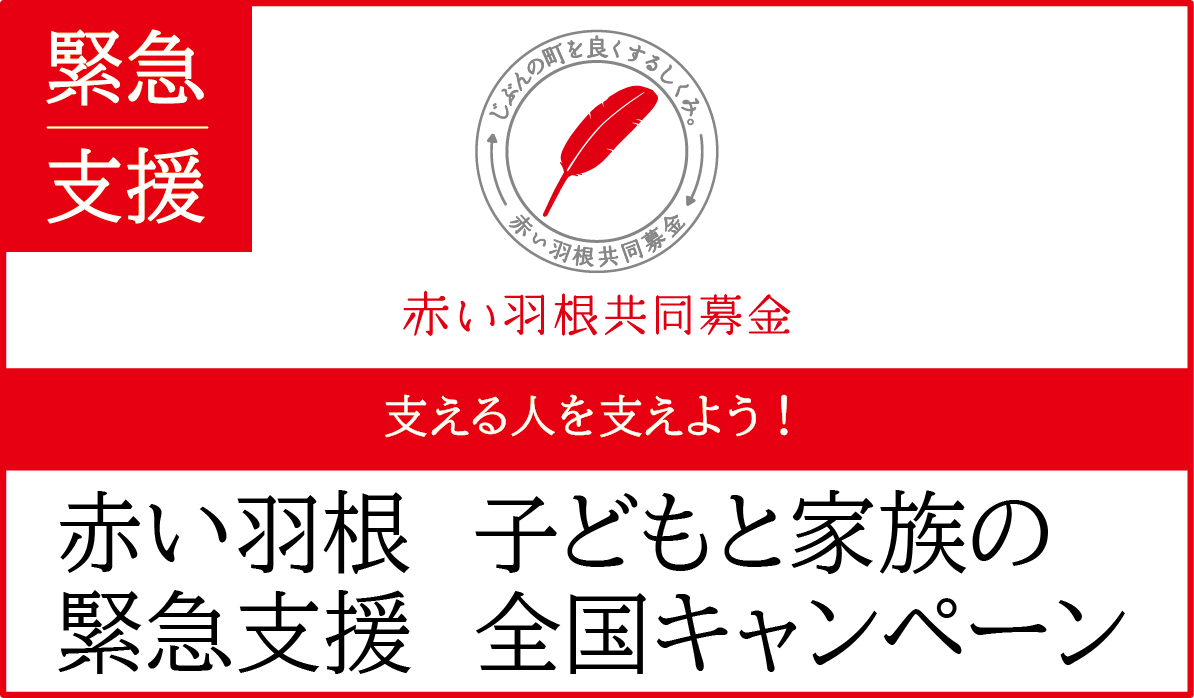 緊急
支援
じぶんの町を良くするしくみ。
赤い羽根共同募金
赤い羽根共同募金
支える人を支えよう！
赤い羽根 子どもと家族の
緊急支援 全国キャンペーン